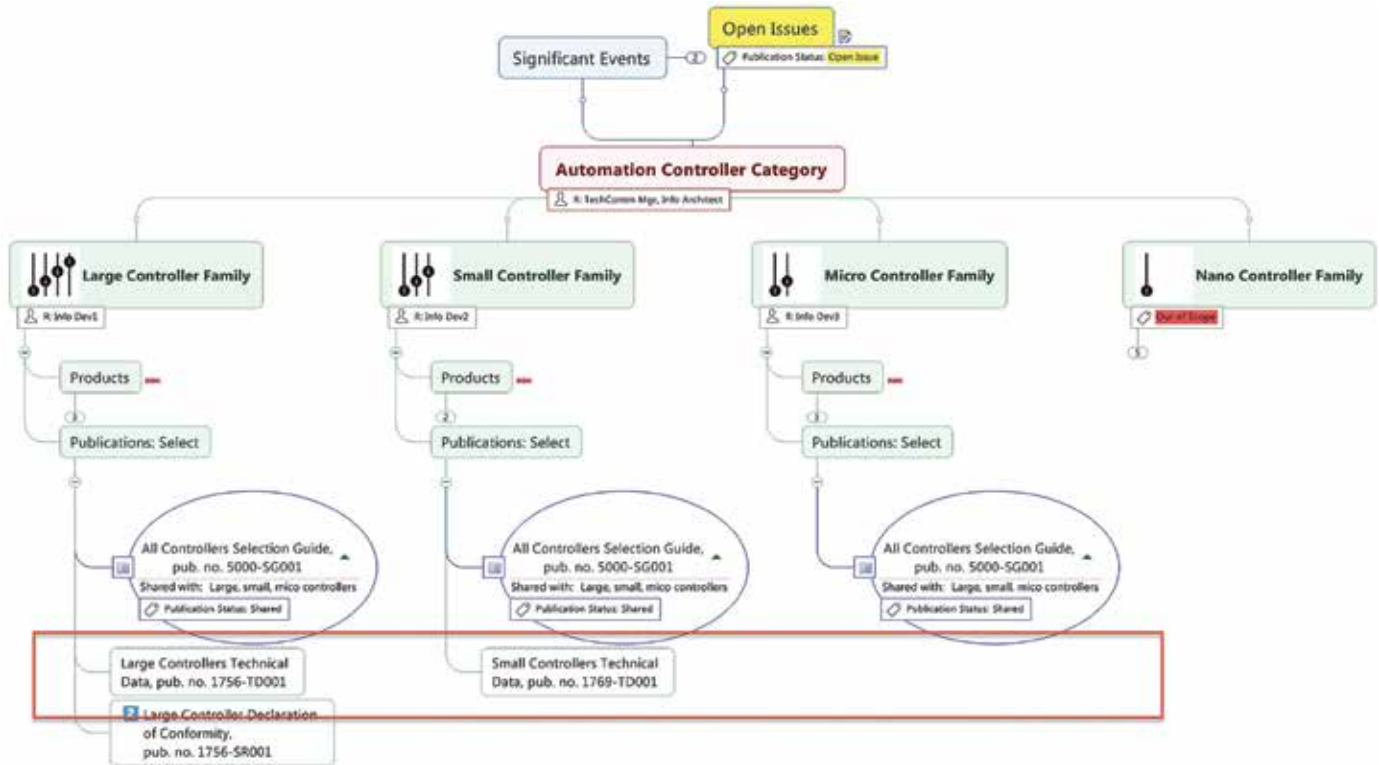 Open Issues
Significant Events
2
Publication Status: Open Issue
Automation Controller Category
R: TechComm Mgr, Info Architect
Large Controller Family
Small Controller Family
Micro Controller Family
Nano Controller Family
R: Info Dev1
R: Info Dev2
R: Info Dev3
Out of Scope
5
Products
Products
Products
3
2
3
Publications: Select
Publications: Select
Publications: Select
All Controllers Selection Guide,
pub. no. 5000-SG001
Shared with: Large, small, mico controllers
Publication Status: Shared
All Controllers Selection Guide,
pub. no. 5000-SG001
Shared with: Large, small, mico controllers
Publication Status: Shared
All Controllers Selection Guide,
pub. no. 5000-SG001
Shared with: Large, small, mico controllers
Publication Status: Shared
Large Controllers Technical
Data, pub. no. 1756-TD001
Small Controllers Technical
Data, pub. no. 1769-TD001
2 Large Controller Declaration
of Conformity,
pub. no. 1756-SR001